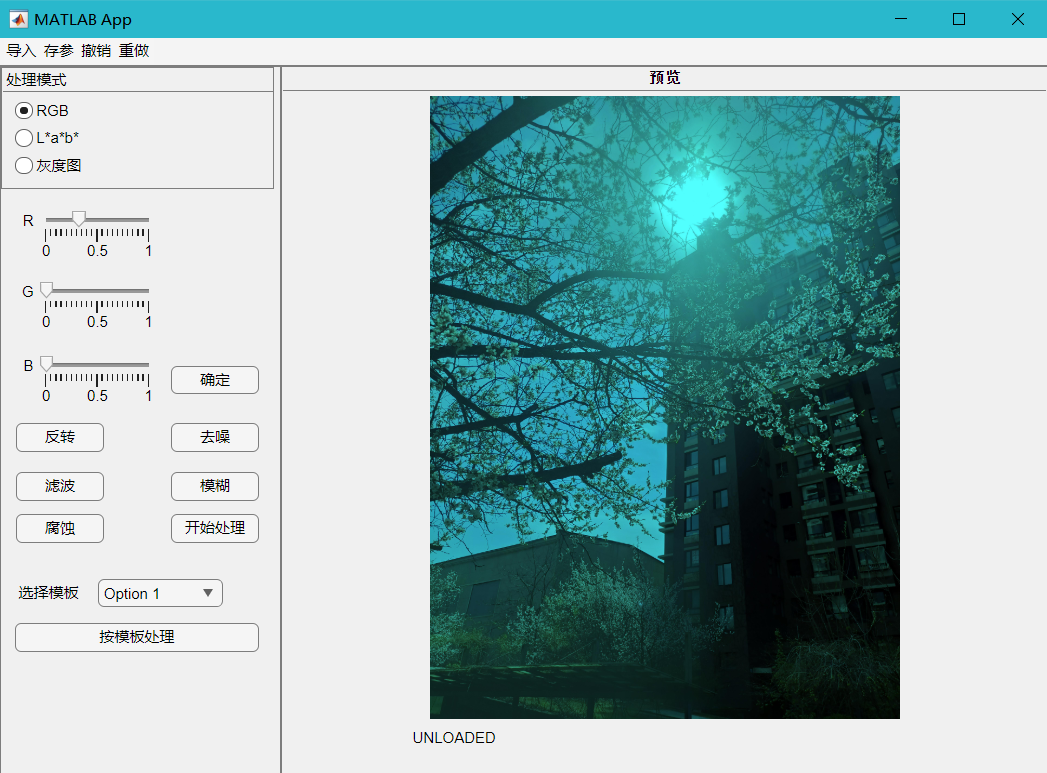 MATLAB App
导入 存参 撤销 重做
处理模式
RGB
L*a*b*
灰度图
R
0 0.5 1
G
0 0.5 1
B
0 0.5 1
确定
反转 去噪
滤波 模糊
腐蚀 开始处理
选择模板 Option 1
按模板处理
预览
UNLOADED